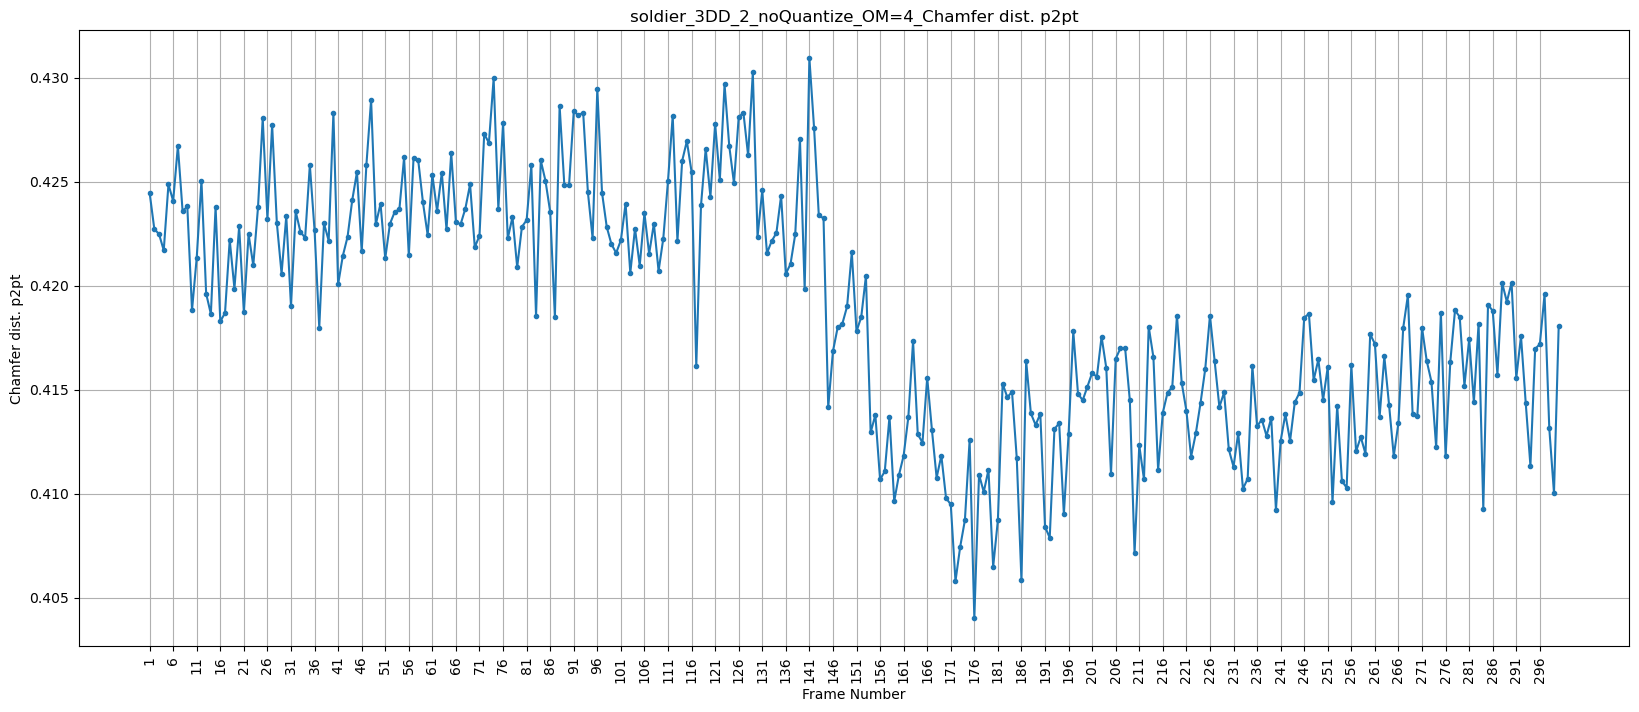 soldier_3DD_2_noQuantize_OM=4_Chamfer dist. p2pt
Chamfer dist. p2pt
0.430
0.425
0.420
0.415
0.410
0.405
1 6 11 16 21 26 31 36 41 46 51 56 61 66 71 76 81 86 91 96 101 106 111 116 121 126 131 136 141 146 151 156 161 166 171 176 181 186 191 196 201 206 211 216 221 226 231 236 241 246 251 256 261 266 271 276 281 286 291 296
Frame Number